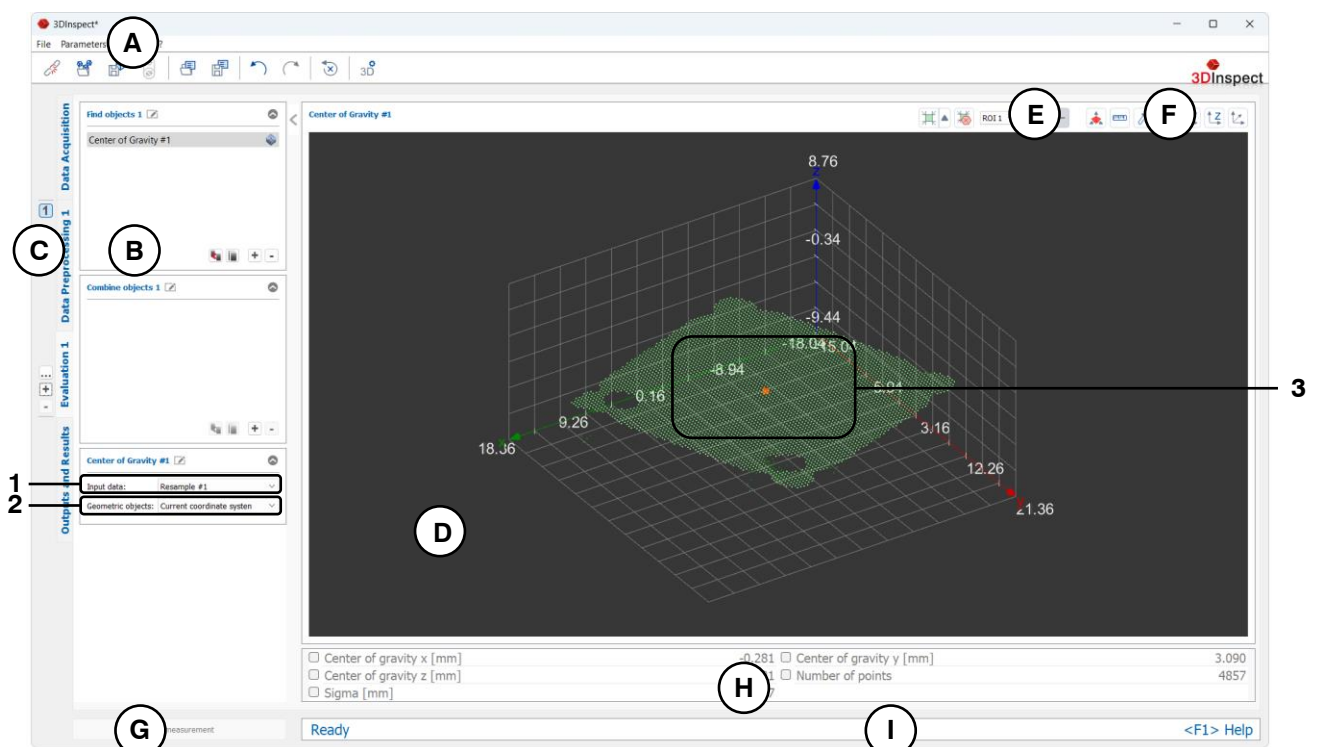 3DInspect*
File Parameters ?
A
3D
3DInspect
Data Acquisition
Data Preprocessing 1
Evaluation 1
Outputs and Results
1
C
...
+
-
Find objects 1
Center of Gravity #1
B
+ -
Combine objects 1
+ -
Center of Gravity #1
1
Input data: Resample #1
2
Geometric objects: Current coordinate systen
G
measurement
Center of Gravity #1
ROI 1
E
F
Z
8.76
Z
-0.34
-9.44
-18.04
-15.04
-8.94
-5.94
0.16
3.16
9.26
12.26
18.36
21.36
3
D
Center of gravity x [mm] -0.281 Center of gravity y [mm] 3.090
Center of gravity z [mm] Number of points 4857
Sigma [mm]
H
Ready
I
<F1> Help